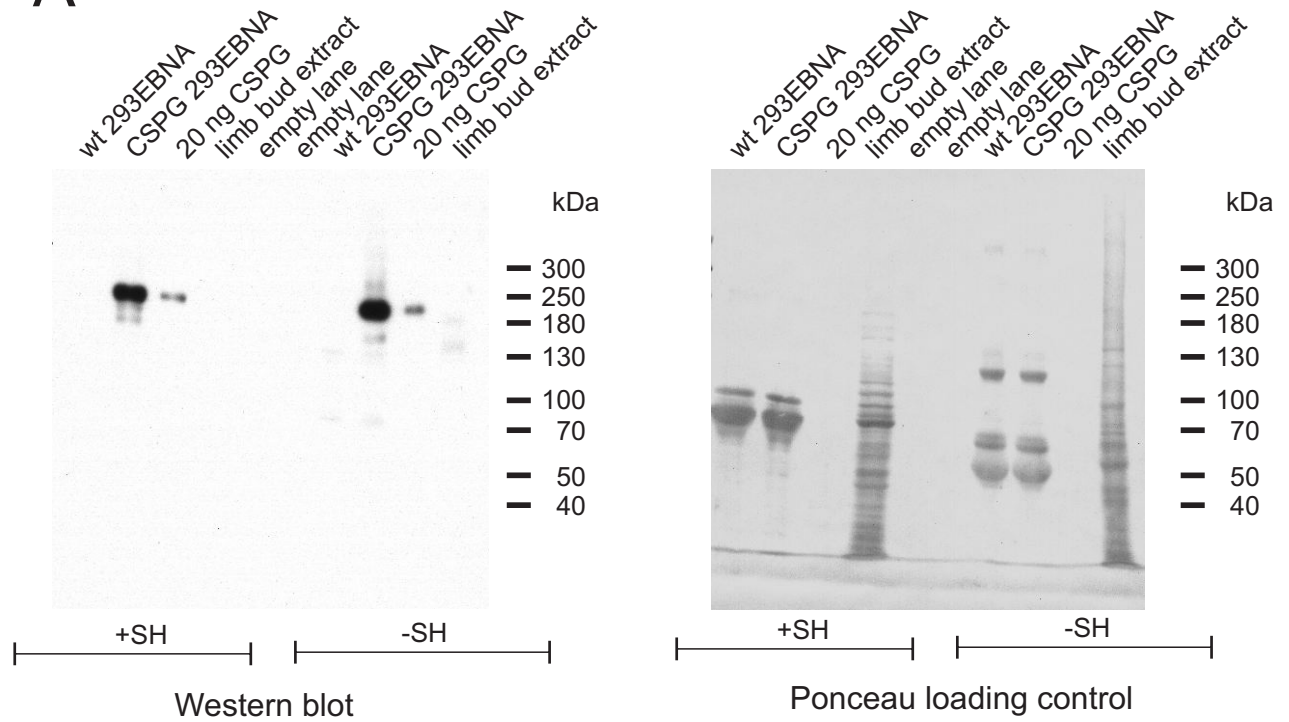 A
wt 293EBNA
CSPG 293EBNA
20 ng CSPG
limb bud extract
empty lane
empty lane
wt 293EBNA
CSPG 293EBNA
20 ng CSPG
limb bud extract
kDa
300
250
180
130
100
70
50
40
+SH
-SH
Western blot
wt 293EBNA
CSPG 293EBNA
20 ng CSPG
limb bud extract
empty lane
empty lane
wt 293EBNA
CSPG 293EBNA
20 ng CSPG
limb bud extract
kDa
300
250
180
130
100
70
50
40
+SH
-SH
Ponceau loading control